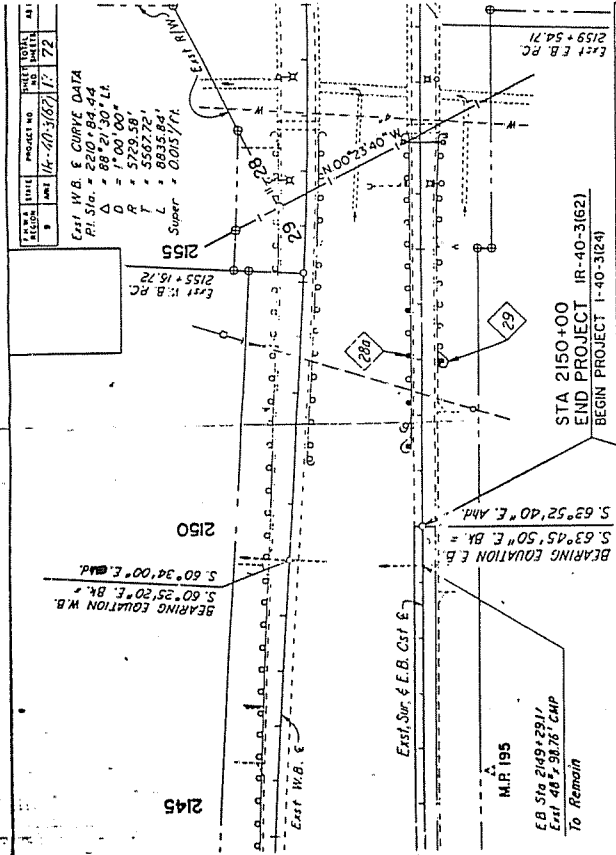 F.H.W.A. REGION
STATE
PROJECT NO.
SHEET NO.
TOTAL SHEETS
9
ARIZ
IR-40-3(62)
72
Exst W.B. ℄ CURVE DATA
P.I. Sta. = 2210+84.44
Δ = 88°21'30" Lt.
D = 1°00'00"
R = 5729.58'
T = 5567.72'
L = 8835.84'
Super = 0.015'/Ft.
Exst R/W
2155
Exst W.B. P.C.
2155 + 16.72
28
29
N.00°23'40"W.
W
W
Exst E.B. P.C.
2159 + 54.71
28a
29
STA 2150+00
END PROJECT IR-40-3(62)
BEGIN PROJECT I-40-3(24)
2150
BEARING EQUATION W.B.
S. 60°25'20" E. Bk. =
S. 60°34'00" E. Ahd.
BEARING EQUATION E.B.
S. 63°45'50" E. Bk. =
S. 63°52'40" E. Ahd.
2145
Exst W.B. ℄
Exst. Sur. & E.B. Cst ℄
M.P. 195
EB Sta 2149+29.1'
Exst 48" x 98.76' CMP
To Remain